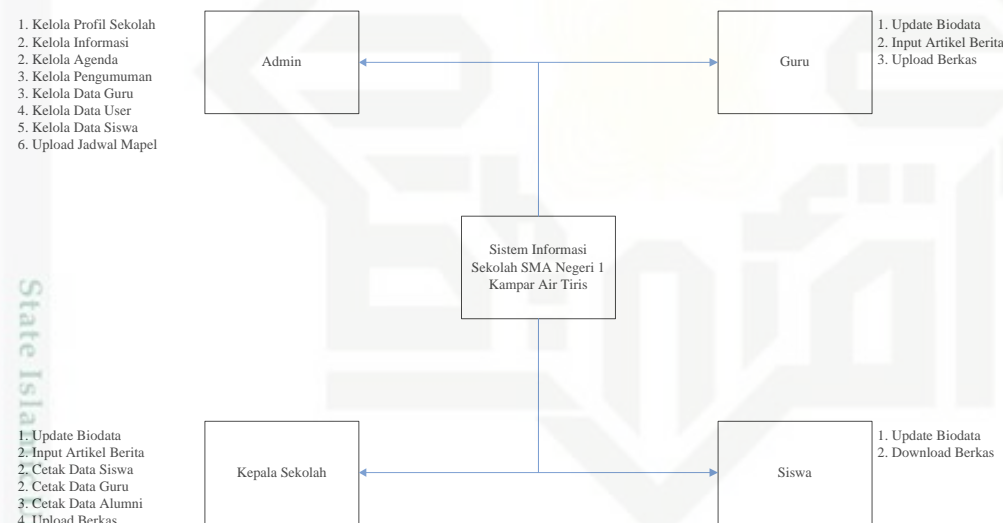 1. Kelola Profil Sekolah
2. Kelola Informasi
2. Kelola Agenda
3. Kelola Pengumuman
3. Kelola Data Guru
4. Kelola Data User
5. Kelola Data Siswa
6. Upload Jadwal Mapel
Admin
Guru
1. Update Biodata
2. Input Artikel Berita
3. Upload Berkas
Sistem Informasi
Sekolah SMA Negeri 1
Kampar Air Tiris
State Islamic
1. Update Biodata
2. Input Artikel Berita
2. Cetak Data Siswa
2. Cetak Data Guru
3. Cetak Data Alumni
4. Upload Berkas
Kepala Sekolah
Siswa
1. Update Biodata
2. Download Berkas